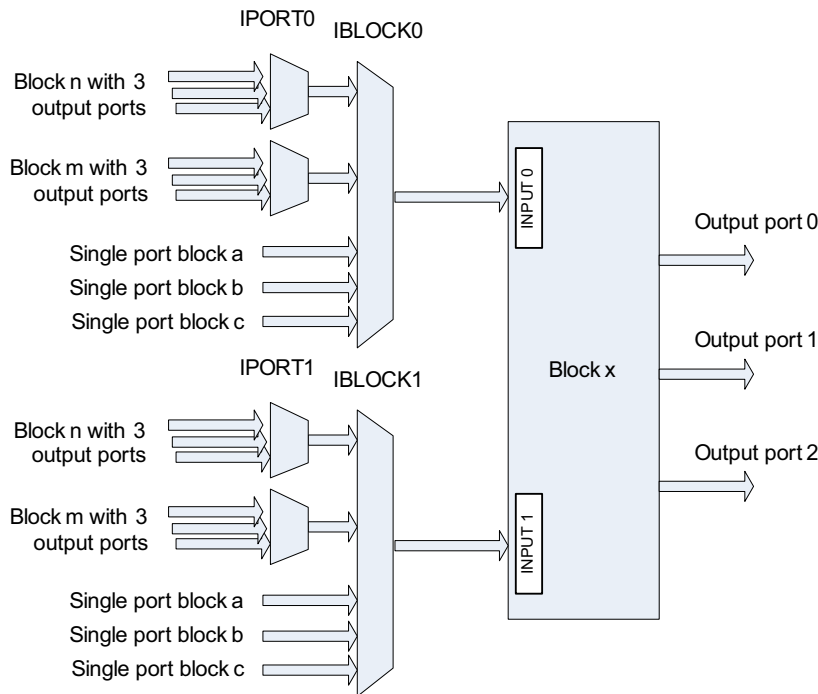 IPORT0
IBLOCK0
Block n with 3
output ports
Block m with 3
output ports
Single port block a
Single port block b
Single port block c
INPUT 0
Output port 0
IPORT1
IBLOCK1
Block x
Output port 1
Block n with 3
output ports
Block m with 3
output ports
Single port block a
Single port block b
Single port block c
INPUT 1
Output port 2